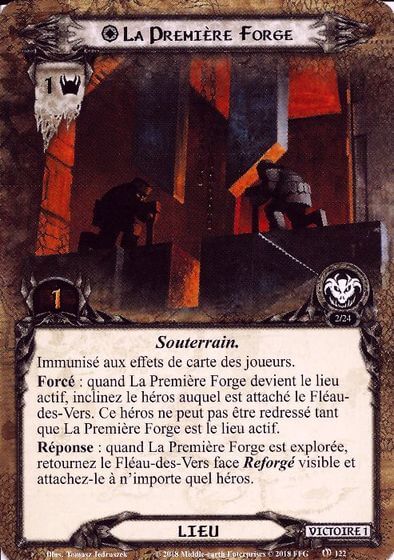 La Première Forge
1
1
2/24
Souterrain.
Immunisé aux effets de carte des joueurs.
Forcé : quand La Première Forge devient le lieu
actif, inclinez le héros auquel est attaché le Fléau-
des-Vers. Ce héros ne peut pas être redressé tant
que La Première Forge est le lieu actif.
Réponse : quand La Première Forge est explorée,
retournez le Fléau-des-Vers face Reforgé visible et
attachez-le à n'importe quel héros.
LIEU
VICTOIRE 1
Illus. Tomasz Jedruszek
© 2018 Middle-earth Enterprises © 2018 FFG
122